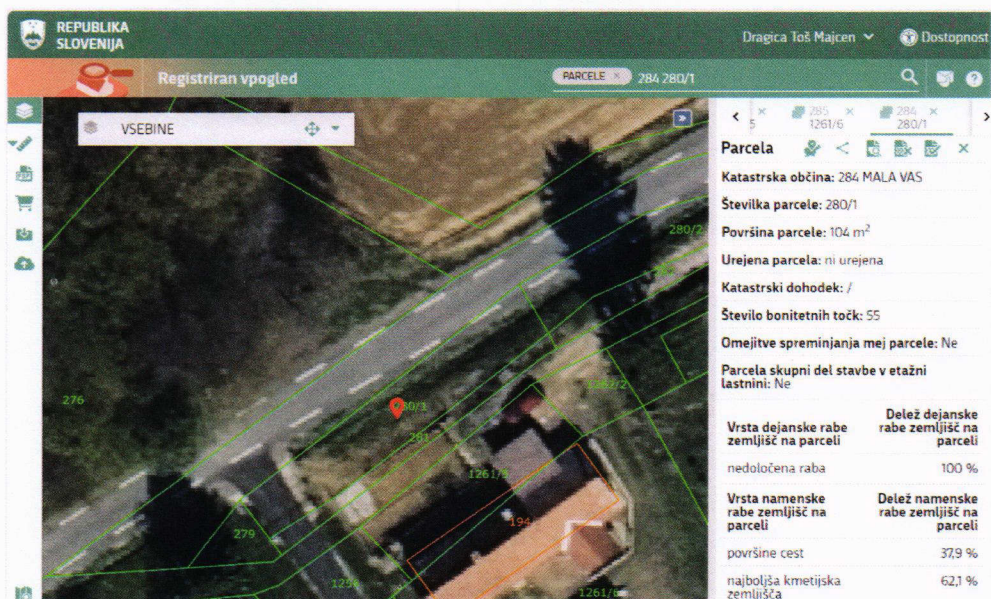 REPUBLIKA
SLOVENIJA
Dragica Toš Majcen
Dostopnost
Registriran vpogled
PARCELE × 284 280/1
VSEBINE
5
285 ×
1261/6
284 ×
280/1
Parcela
Katastrska občina: 284 MALA VAS
Številka parcele: 280/1
Površina parcele: 104 m²
Urejena parcela: ni urejena
Katastrski dohodek: /
Število bonitetnih točk: 55
Omejitve spreminjanja mej parcele: Ne
Parcela skupni del stavbe v etažni
lastnini: Ne
Vrsta dejanske rabe
zemljišč na parceli
Delež dejanske
rabe zemljišč na
parceli
nedoločena raba 100 %
Vrsta namenske
rabe zemljišč na
parceli
Delež namenske
rabe zemljišč na
parceli
površine cest 37,9 %
najboljša kmetijska
zemljišča
62,1 %
280/2
276
281
1262/2
279
194
1261/6